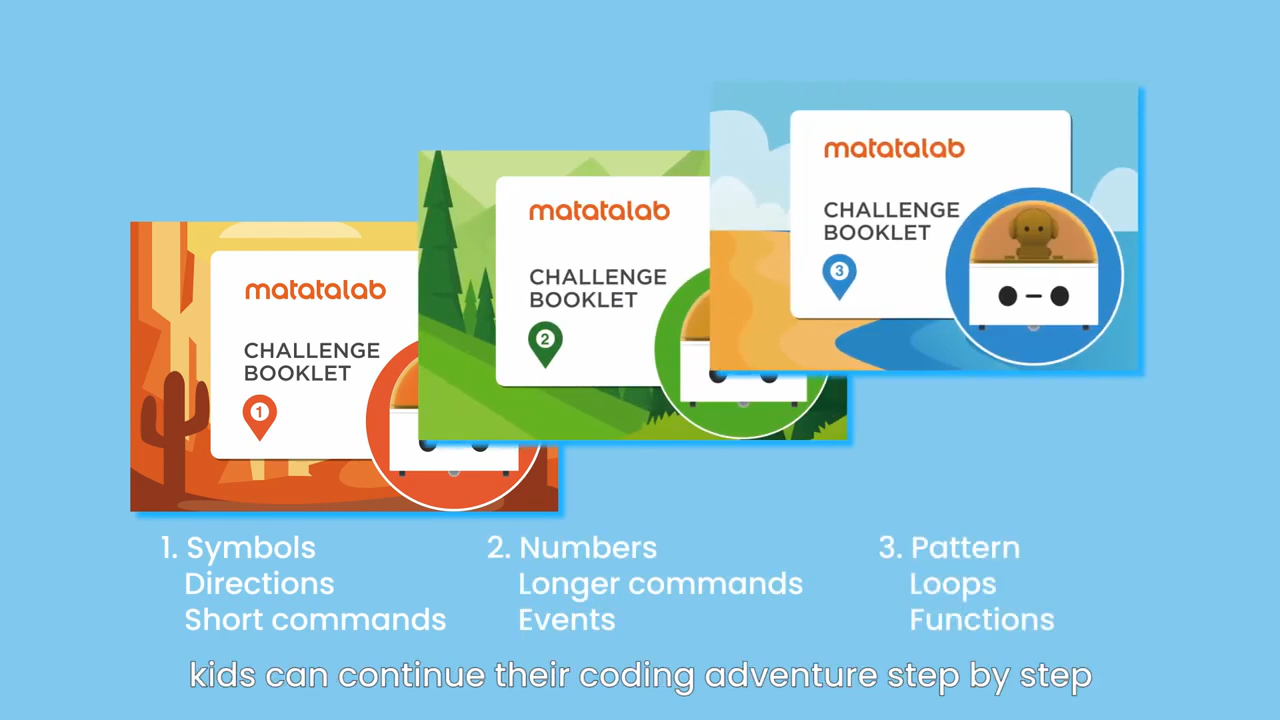 matatalab
CHALLENGE
BOOKLET
1
matatalab
CHALLENGE
BOOKLET
2
matatalab
CHALLENGE
BOOKLET
3
1. Symbols
Directions
Short commands
2. Numbers
Longer commands
Events
3. Pattern
Loops
Functions
kids can continue their coding adventure step by step